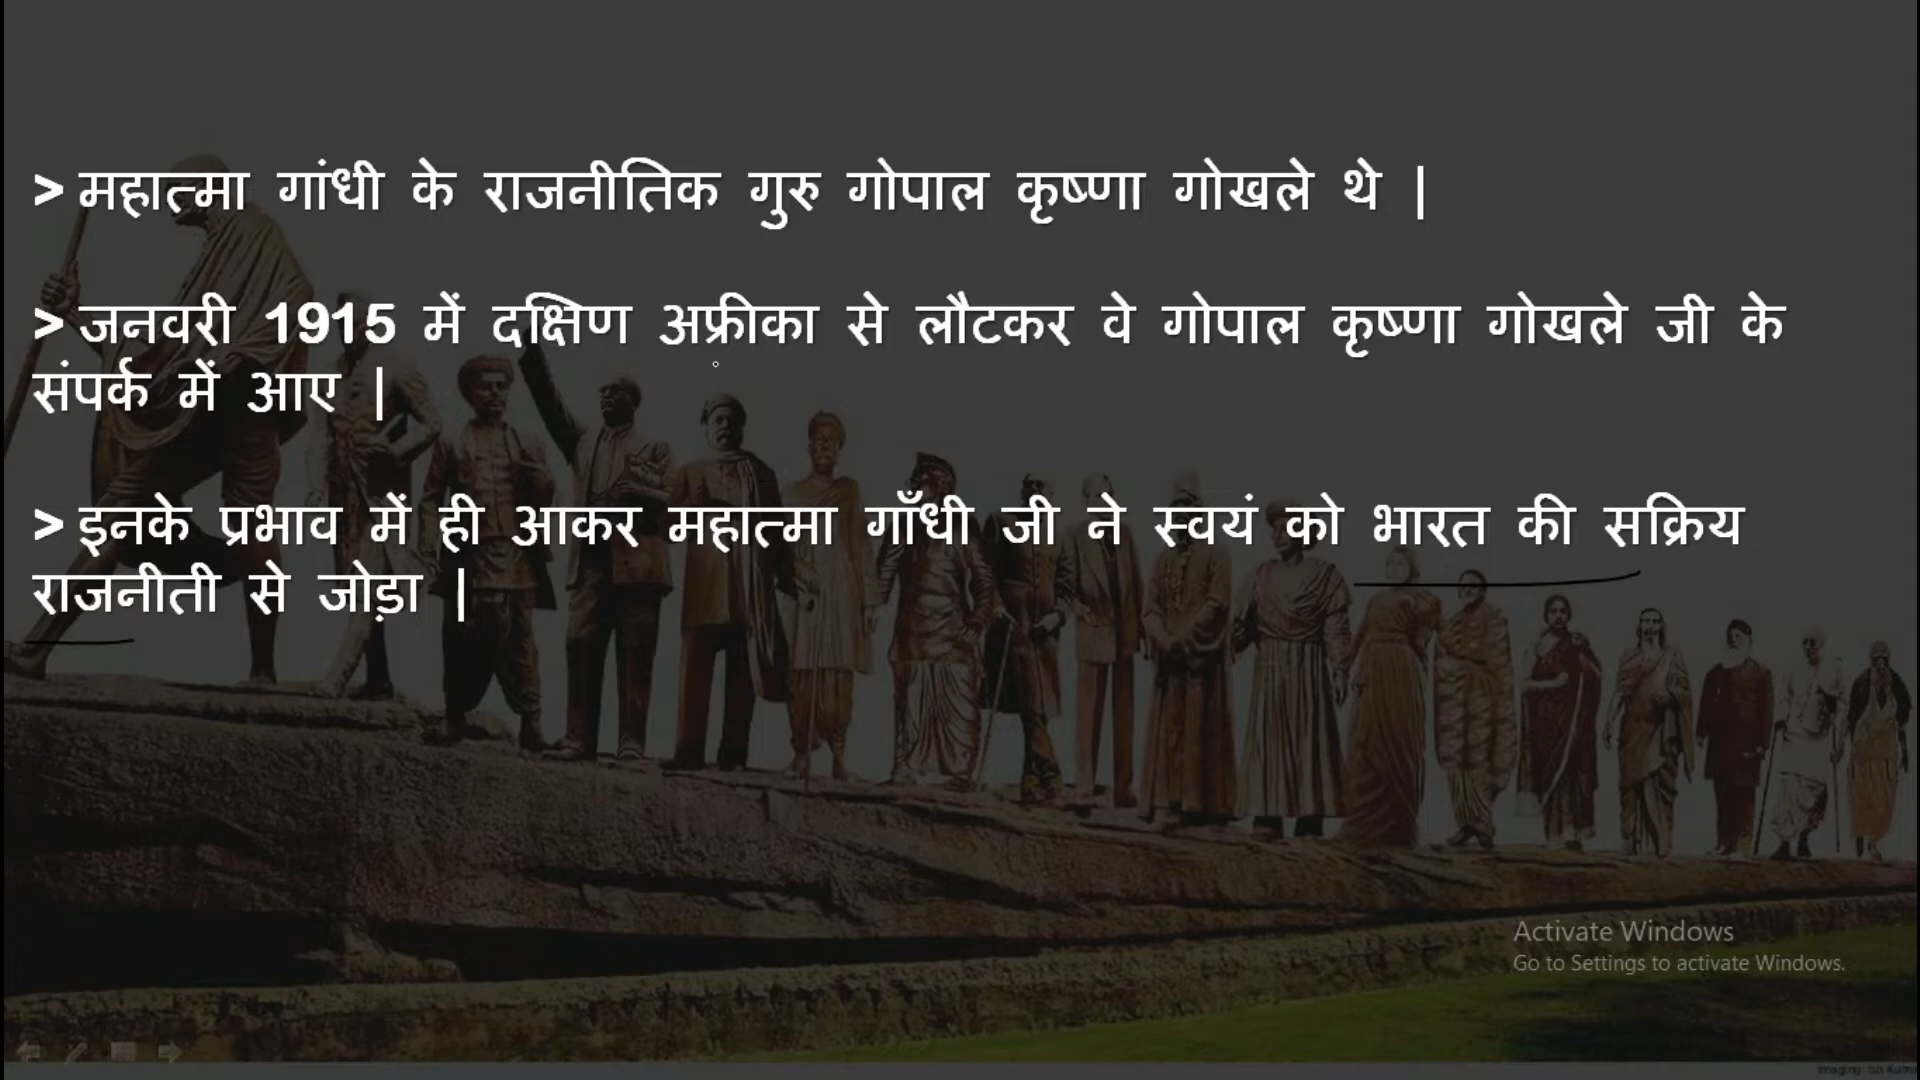 > महात्मा गांधी के राजनीतिक गुरु गोपाल कृष्णा गोखले थे |
> जनवरी 1915 में दक्षिण अफ्रीका से लौटकर वे गोपाल कृष्णा गोखले जी के
संपर्क में आए |
> इनके प्रभाव में ही आकर महात्मा गाँधी जी ने स्वयं को भारत की सक्रिय
राजनीती से जोड़ा |
Activate Windows
Go to Settings to activate Windows.